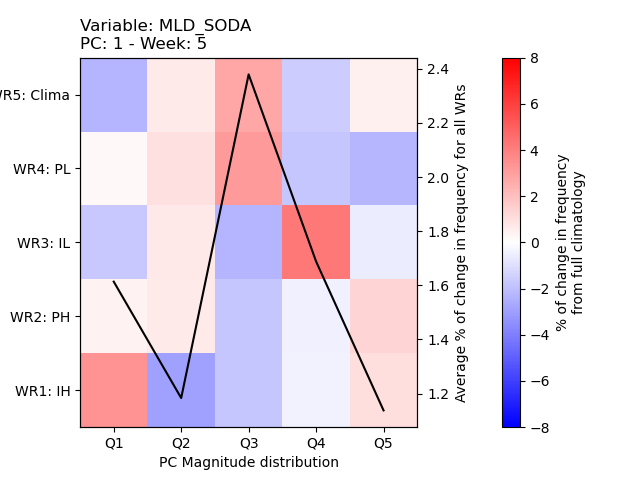 Variable: MLD_SODA
PC: 1 - Week: 5
WR5: Clima
WR4: PL
WR3: IL
WR2: PH
WR1: IH
Q1 Q2 Q3 Q4 Q5
PC Magnitude distribution
2.4
2.2
2.0
1.8
1.6
1.4
1.2
Average % of change in frequency for all WRs
8
6
4
2
0
−2
−4
−6
−8
% of change in frequency
from full climatology